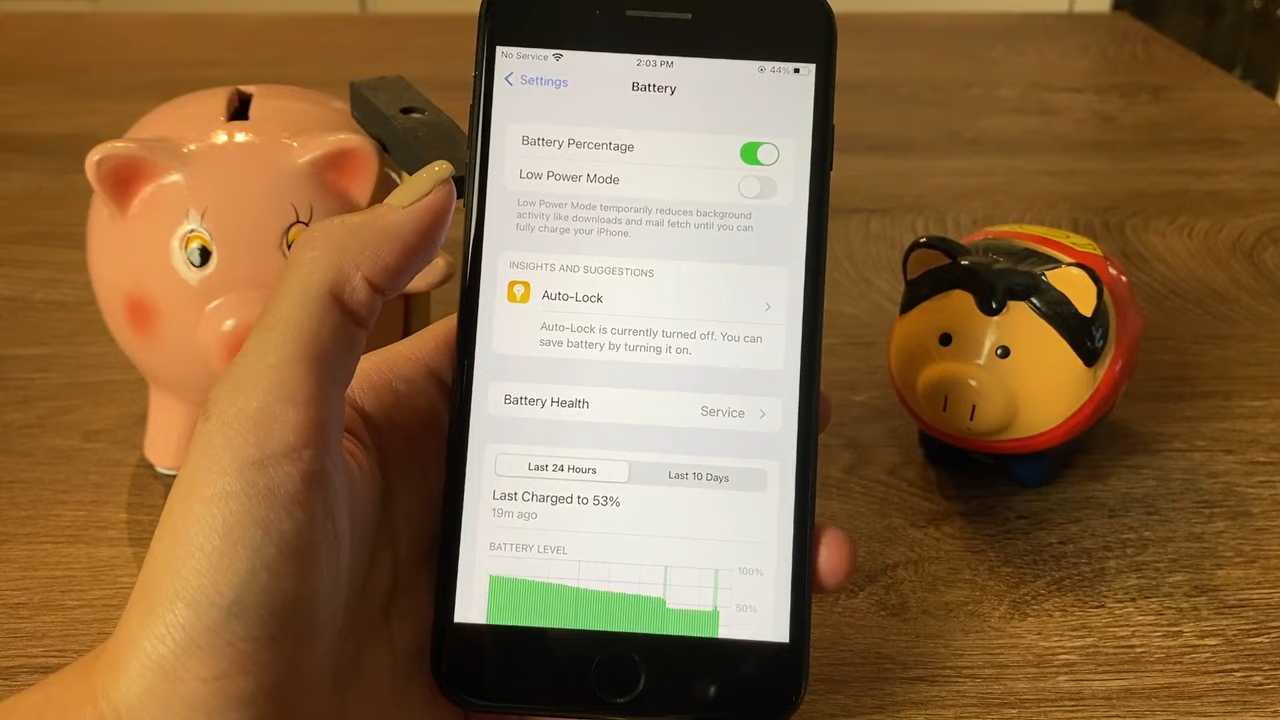 No Service
2:03 PM
44%
Settings
Battery
Battery Percentage
Low Power Mode
Low Power Mode temporarily reduces background
activity like downloads and mail fetch until you can
fully charge your iPhone.
INSIGHTS AND SUGGESTIONS
Auto-Lock
Auto-Lock is currently turned off. You can
save battery by turning it on.
Battery Health
Service
Last 24 Hours
Last 10 Days
Last Charged to 53%
19m ago
BATTERY LEVEL
100%
50%